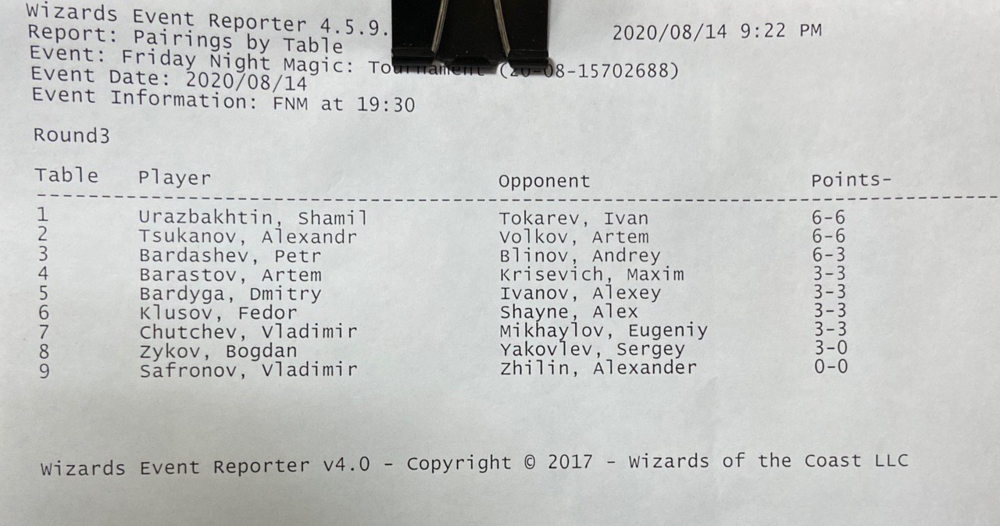 Wizards Event Reporter 4.5.9. 2020/08/14 9:22 PM
Report: Pairings by Table
Event: Friday Night Magic: Tournament (20-08-15702688)
Event Date: 2020/08/14
Event Information: FNM at 19:30
Round3
Table Player Opponent Points-
1 Urazbakhtin, Shamil Tokarev, Ivan 6-6
2 Tsukanov, Alexandr Volkov, Artem 6-6
3 Bardashev, Petr Blinov, Andrey 6-3
4 Barastov, Artem Krisevich, Maxim 3-3
5 Bardyga, Dmitry Ivanov, Alexey 3-3
6 Klusov, Fedor Shayne, Alex 3-3
7 Chutchev, Vladimir Mikhaylov, Eugeniy 3-3
8 Zykov, Bogdan Yakovlev, Sergey 3-0
9 Safronov, Vladimir Zhilin, Alexander 0-0
Wizards Event Reporter v4.0 - Copyright © 2017 - Wizards of the Coast LLC